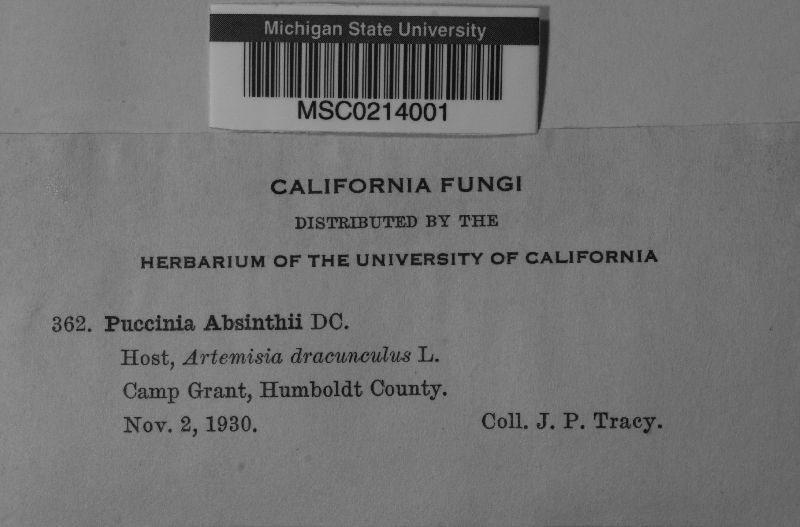 Michigan State University
MSC0214001
CALIFORNIA FUNGI
DISTRIBUTED BY THE
HERBARIUM OF THE UNIVERSITY OF CALIFORNIA
362. Puccinia Absinthii DC.
Host, Artemisia dracunculus L.
Camp Grant, Humboldt County.
Nov. 2, 1930. Coll. J. P. Tracy.